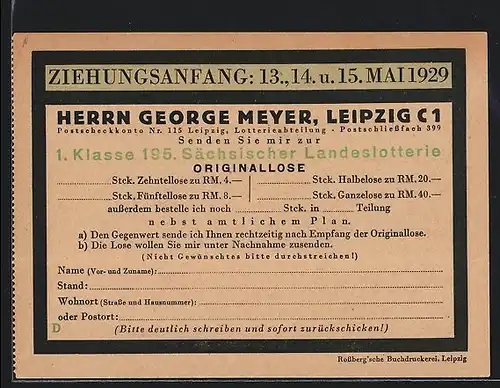 ZIEHUNGSANFANG: 13., 14. u. 15. MAI 1929
HERRN GEORGE MEYER, LEIPZIG C 1
Postscheckkonto Nr. 115 Leipzig, Lotterieabteilung · Postschließfach 399
Senden Sie mir zur
1. Klasse 195. Sächsischer Landeslotterie
ORIGINALLOSE
Stck. Zehntellose zu RM. 4.— Stck. Halbelose zu RM. 20.—
Stck. Fünftellose zu RM. 8.— Stck. Ganzelose zu RM. 40.—
außerdem bestelle ich noch Stck. in Teilung
nebst amtlichem Plan.
a) Den Gegenwert sende ich Ihnen rechtzeitig nach Empfang der Originallose.
b) Die Lose wollen Sie mir unter Nachnahme zusenden.
(Nicht Gewünschtes bitte durchstreichen!)
Name (Vor- und Zuname):
Stand:
Wohnort (Straße und Hausnummer):
oder Postort:
D (Bitte deutlich schreiben und sofort zurückschicken!)
Roßberg'sche Buchdruckerei, Leipzig